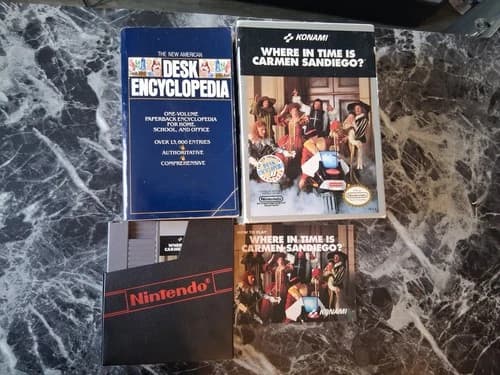 THE NEW AMERICAN
DESK
ENCYCLOPEDIA
ONE-VOLUME
PAPERBACK ENCYCLOPEDIA
FOR HOME,
SCHOOL, AND OFFICE
OVER 13,000 ENTRIES
AUTHORITATIVE
COMPREHENSIVE
KONAMI
WHERE IN TIME IS
CARMEN SANDIEGO?
Nintendo
Nintendo
HOW TO PLAY
WHERE IN TIME IS
CARMEN SANDIEGO?
KONAMI